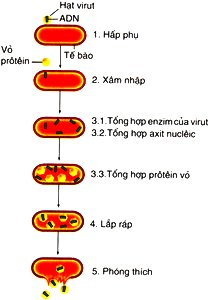 Hạt virut
ADN
1. Hấp phụ
Vỏ
prôtêin
Tế bào
2. Xâm nhập
3.1.Tổng hợp enzim của virut
3.2.Tổng hợp axit nuclêic
3.3.Tổng hợp prôtêin vỏ
4. Lắp ráp
5. Phóng thích